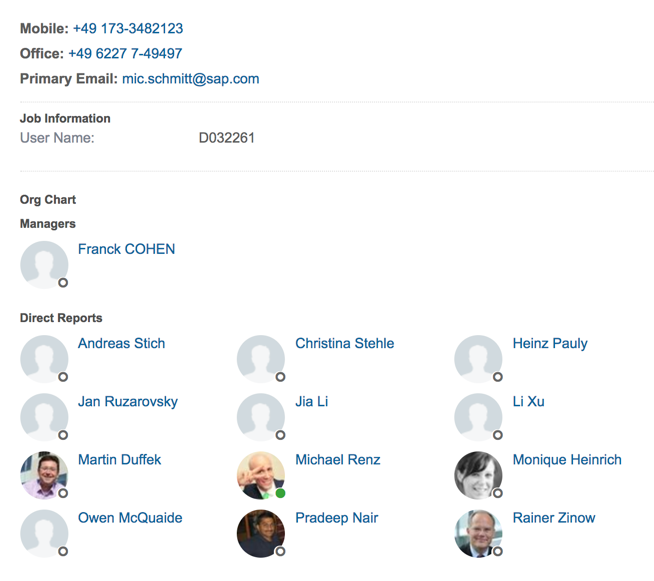 Mobile: +49 173-3482123
Office: +49 6227 7-49497
Primary Email: mic.schmitt@sap.com
Job Information
User Name: D032261
Org Chart
Managers
Franck COHEN
Direct Reports
Andreas Stich Christina Stehle Heinz Pauly
Jan Ruzarovsky Jia Li Li Xu
Martin Duffek Michael Renz Monique Heinrich
Owen McQuaide Pradeep Nair Rainer Zinow